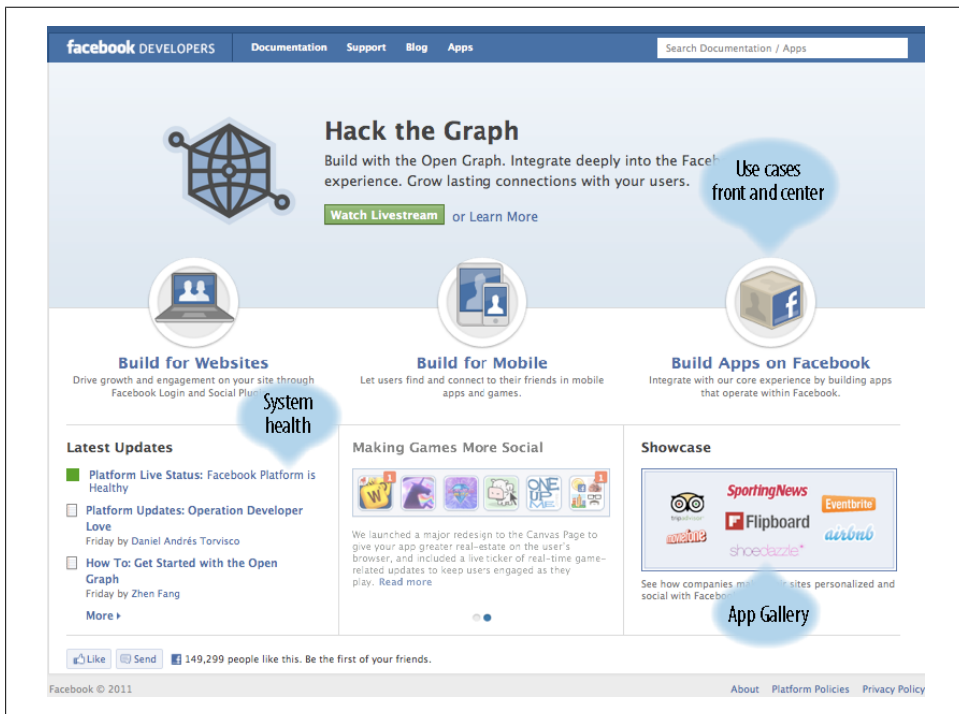 facebook DEVELOPERS Documentation Support Blog Apps Search Documentation / Apps
Hack the Graph
Build with the Open Graph. Integrate deeply into the Faceb
experience. Grow lasting connections with your users.
Use cases
front and center
Watch Livestream or Learn More
Build for Websites
Drive growth and engagement on your site through
Facebook Login and Social Plu
Build for Mobile
Let users find and connect to their friends in mobile
apps and games.
Build Apps on Facebook
Integrate with our core experience by building apps
that operate within Facebook.
System
health
Latest Updates
Platform Live Status: Facebook Platform is
Healthy
Platform Updates: Operation Developer
Love
Friday by Daniel Andrés Torvisco
How To: Get Started with the Open
Graph
Friday by Zhen Fang
More
Making Games More Social
1
W
ONE
UP
ME
1
We launched a major redesign to the Canvas Page to
give your app greater real-estate on the user's
browser, and included a live ticker of real-time game-
related updates to keep users engaged as they
play. Read more
Showcase
tripadvisor
SportingNews
Eventbrite
Flipboard
airbnb
shoedazzle
See how companies ma sites personalized and
social with Facebo
App Gallery
Like Send 149,299 people like this. Be the first of your friends.
Facebook © 2011 About Platform Policies Privacy Policy